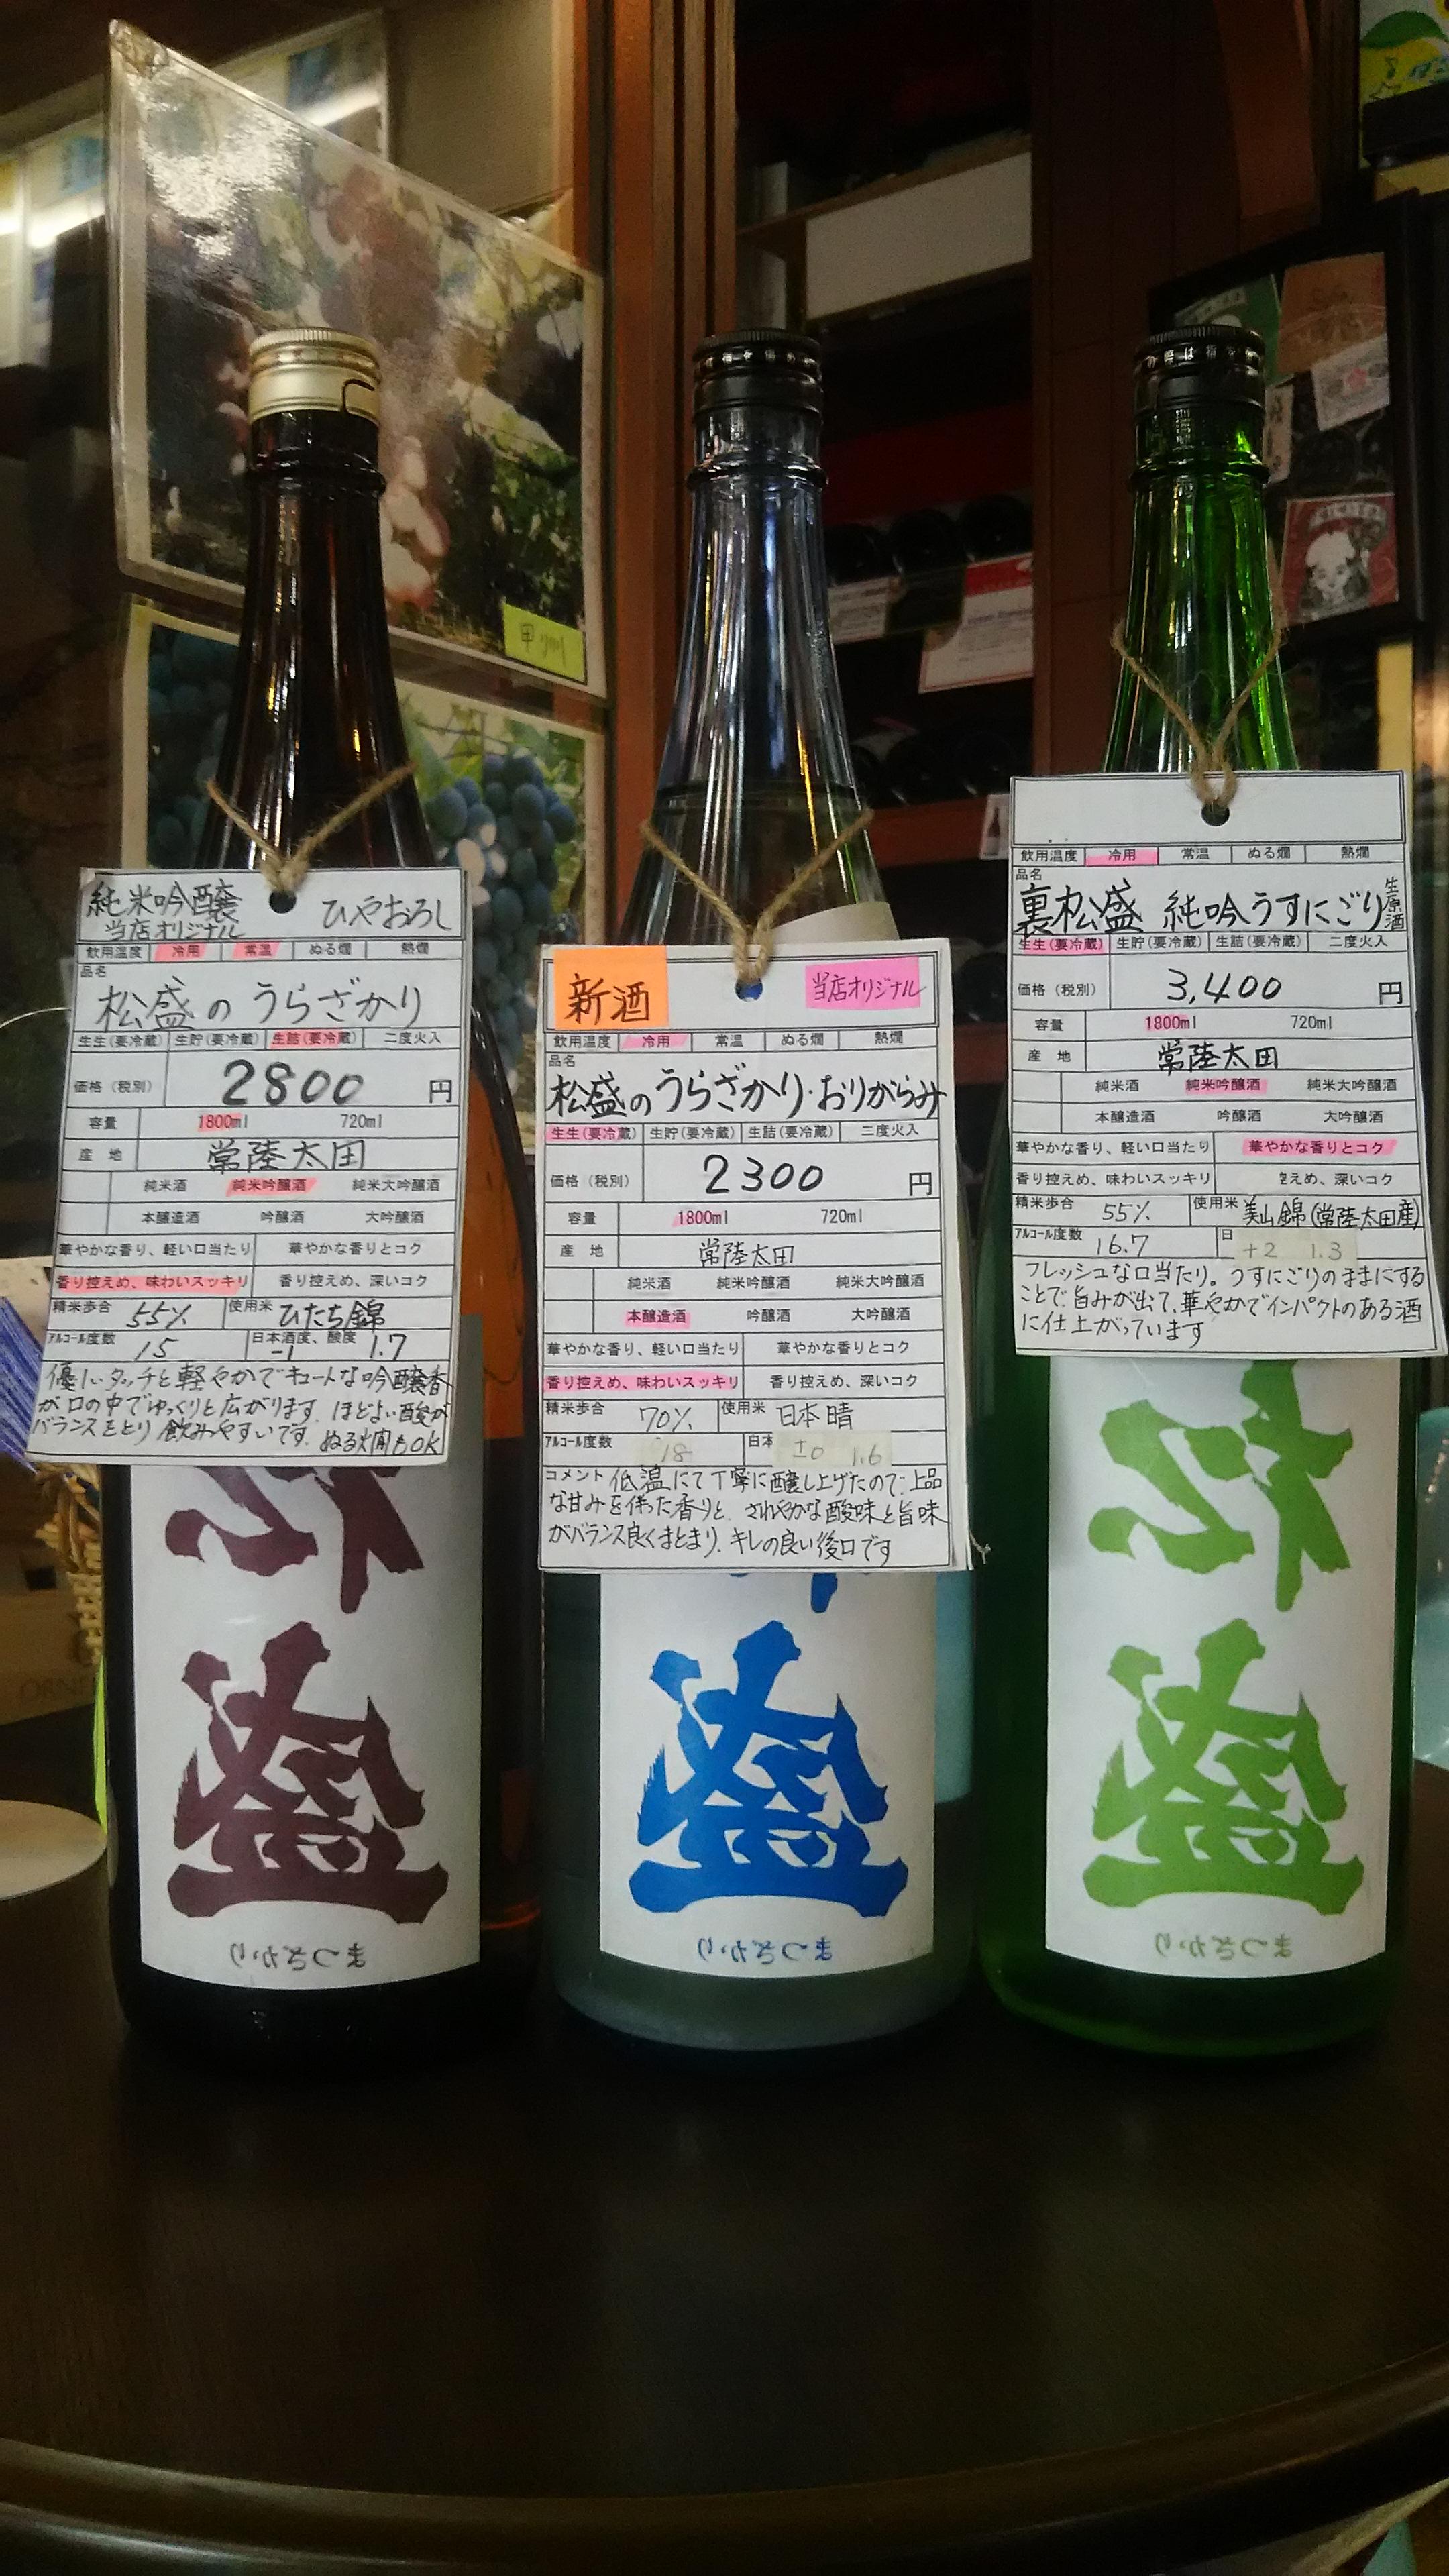 甲州
純米吟醸
当店オリジナル
ひやおろし
飲用温度 冷用 常温 ぬる燗 熱燗
品名
松盛の うらざかり
生生(要冷蔵) 生貯(要冷蔵) 生詰(要冷蔵) 二度火入
価格(税別) 2800 円
容量 1800ml 720ml
産 地 常陸太田
純米酒 純米吟醸酒 純米大吟醸酒
本醸造酒 吟醸酒 大吟醸酒
華やかな香り、軽い口当たり 華やかな香りとコク
香り控えめ、味わいスッキリ 香り控えめ、深いコク
精米歩合 55% 使用米 ひたち錦
アルコール度数 15 日本酒度、酸度 -1 1.7
優しいタッチと軽やかでキュートな吟醸香
が口の中でゆっくりと広がります。ほどよい酸が
バランスをとり 飲みやすいです。ぬる燗もOK
盛
まつざかり
新酒
当店オリジナル
飲用温度 冷用 常温 ぬる燗 熱燗
品名
松盛の うらざかり・おりがらみ
生生(要冷蔵) 生貯(要冷蔵) 生詰(要冷蔵) 二度火入
価格(税別) 2300 円
容量 1800ml 720ml
産 地 常陸太田
純米酒 純米吟醸酒 純米大吟醸酒
本醸造酒 吟醸酒 大吟醸酒
華やかな香り、軽い口当たり 華やかな香りとコク
香り控えめ、味わいスッキリ 香り控えめ、深いコク
精米歩合 70% 使用米 日本晴
アルコール度数 18 日本 ±0 1.6
コメント 低温にて丁寧に醸し上げたので、上品
な甘みを伴った香りと、さわやかな酸味と旨味
がバランス良くまとまり、キレの良い後口です
盛
まつざかり
飲用温度 冷用 常温 ぬる燗 熱燗
品名
裏松盛 純吟うすにごり 生原酒
生生(要冷蔵) 生貯(要冷蔵) 生詰(要冷蔵) 二度火入
価格(税別) 3,400 円
容量 1800ml 720ml
産 地 常陸太田
純米酒 純米吟醸酒 純米大吟醸酒
本醸造酒 吟醸酒 大吟醸酒
華やかな香り、軽い口当たり 華やかな香りとコク
香り控えめ、味わいスッキリ 控えめ、深いコク
精米歩合 55% 使用米 美山錦(常陸太田産)
アルコール度数 16.7 日 +2 1.3
フレッシュな口当たり。うすにごりのままにする
ことで、旨みが出て、華やかでインパクトのある酒
に仕上がっています
松
盛
まつざかり